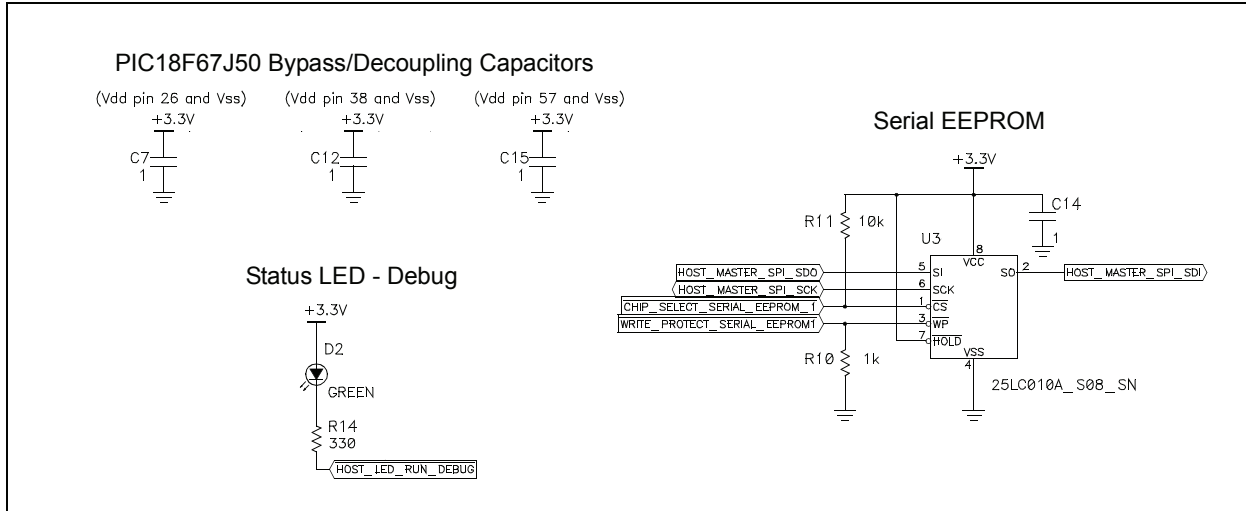 PIC18F67J50 Bypass/Decoupling Capacitors
(Vdd pin 26 and Vss) (Vdd pin 38 and Vss) (Vdd pin 57 and Vss)
+3.3V +3.3V +3.3V
C7 C12 C15
1 1 1
Serial EEPROM
+3.3V
C14
1
R11 10k
U3
8
VCC
HOST_MASTER_SPI_SDO 5 SI SO 2 HOST_MASTER_SPI_SDI
HOST_MASTER_SPI_SCK 6 SCK
CHIP_SELECT_SERIAL_EEPROM_1 1 CS
WRITE_PROTECT_SERIAL_EEPROM1 3 WP
7 HOLD
VSS
4
R10 1k
25LC010A_S08_SN
Status LED - Debug
+3.3V
D2
GREEN
R14
330
HOST_LED_RUN_DEBUG